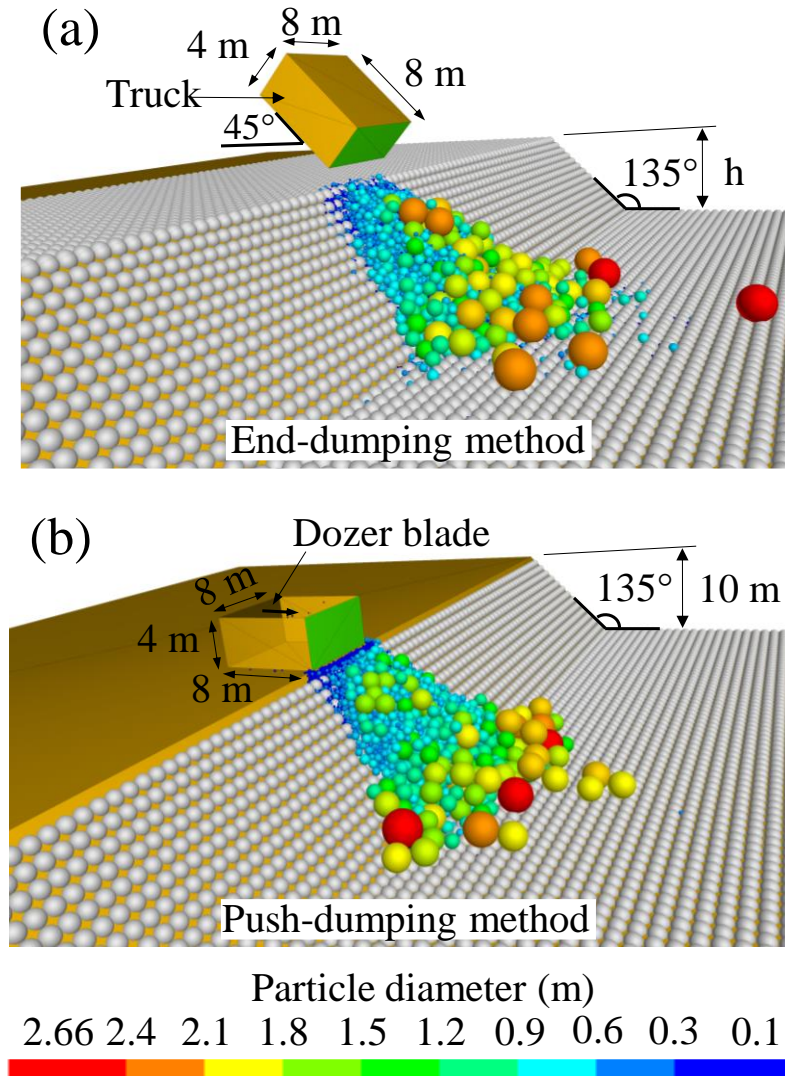 (a)
8 m
4 m
8 m
Truck
45°
135°
h
End-dumping method
(b)
Dozer blade
8 m
4 m
8 m
135°
10 m
Push-dumping method
Particle diameter (m)
2.66 2.4 2.1 1.8 1.5 1.2 0.9 0.6 0.3 0.1